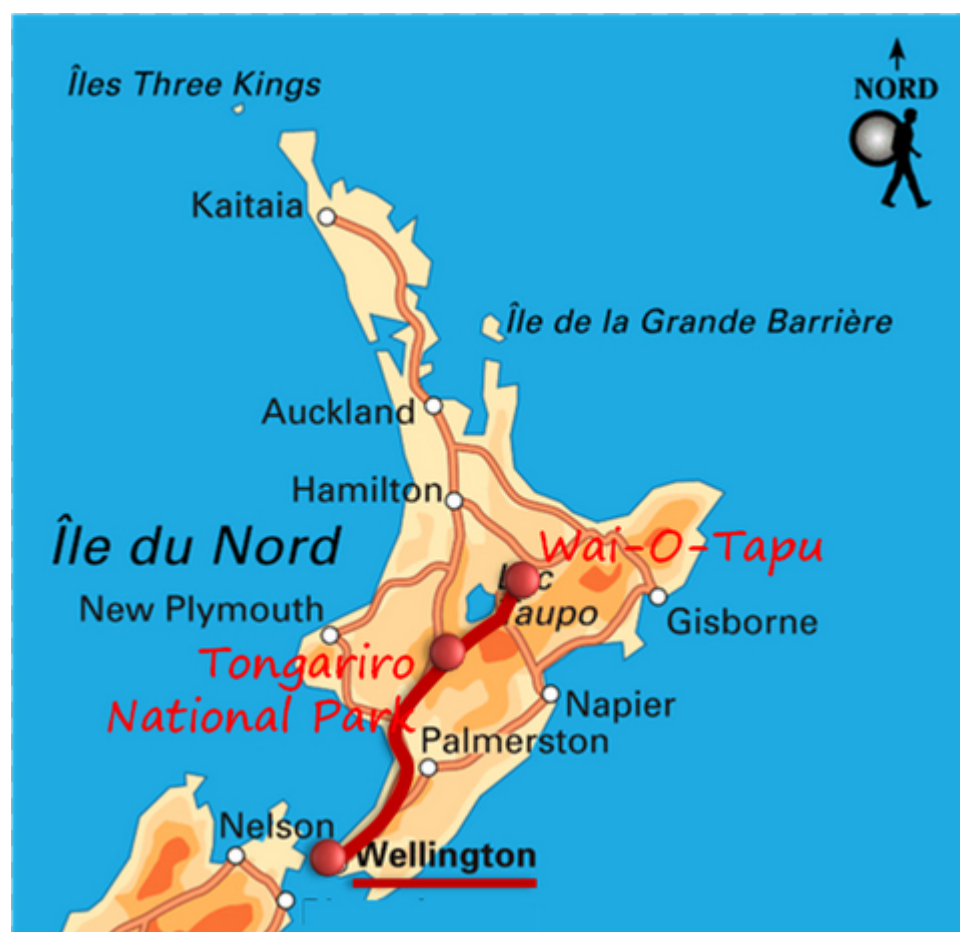 Îles Three Kings
NORD
Kaitaia
Île de la Grande Barrière
Auckland
Hamilton
Île du Nord
Wai-O-Tapu
New Plymouth
Taupo
Gisborne
Tongariro
National Park
Napier
Palmerston
Nelson
Wellington